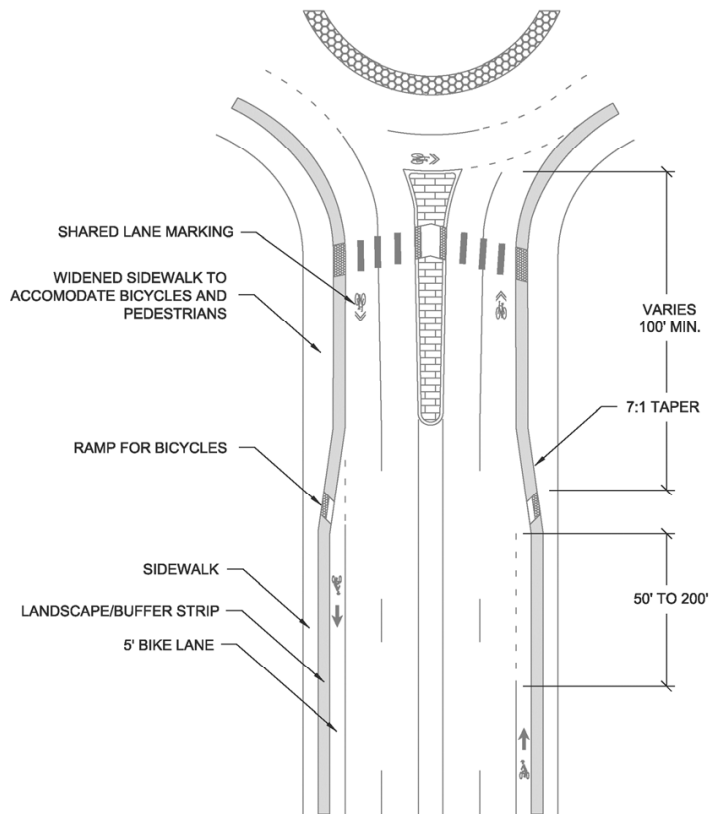 SHARED LANE MARKING
WIDENED SIDEWALK TO
ACCOMODATE BICYCLES AND
PEDESTRIANS
VARIES
100' MIN.
7:1 TAPER
RAMP FOR BICYCLES
SIDEWALK
50' TO 200'
LANDSCAPE/BUFFER STRIP
5' BIKE LANE